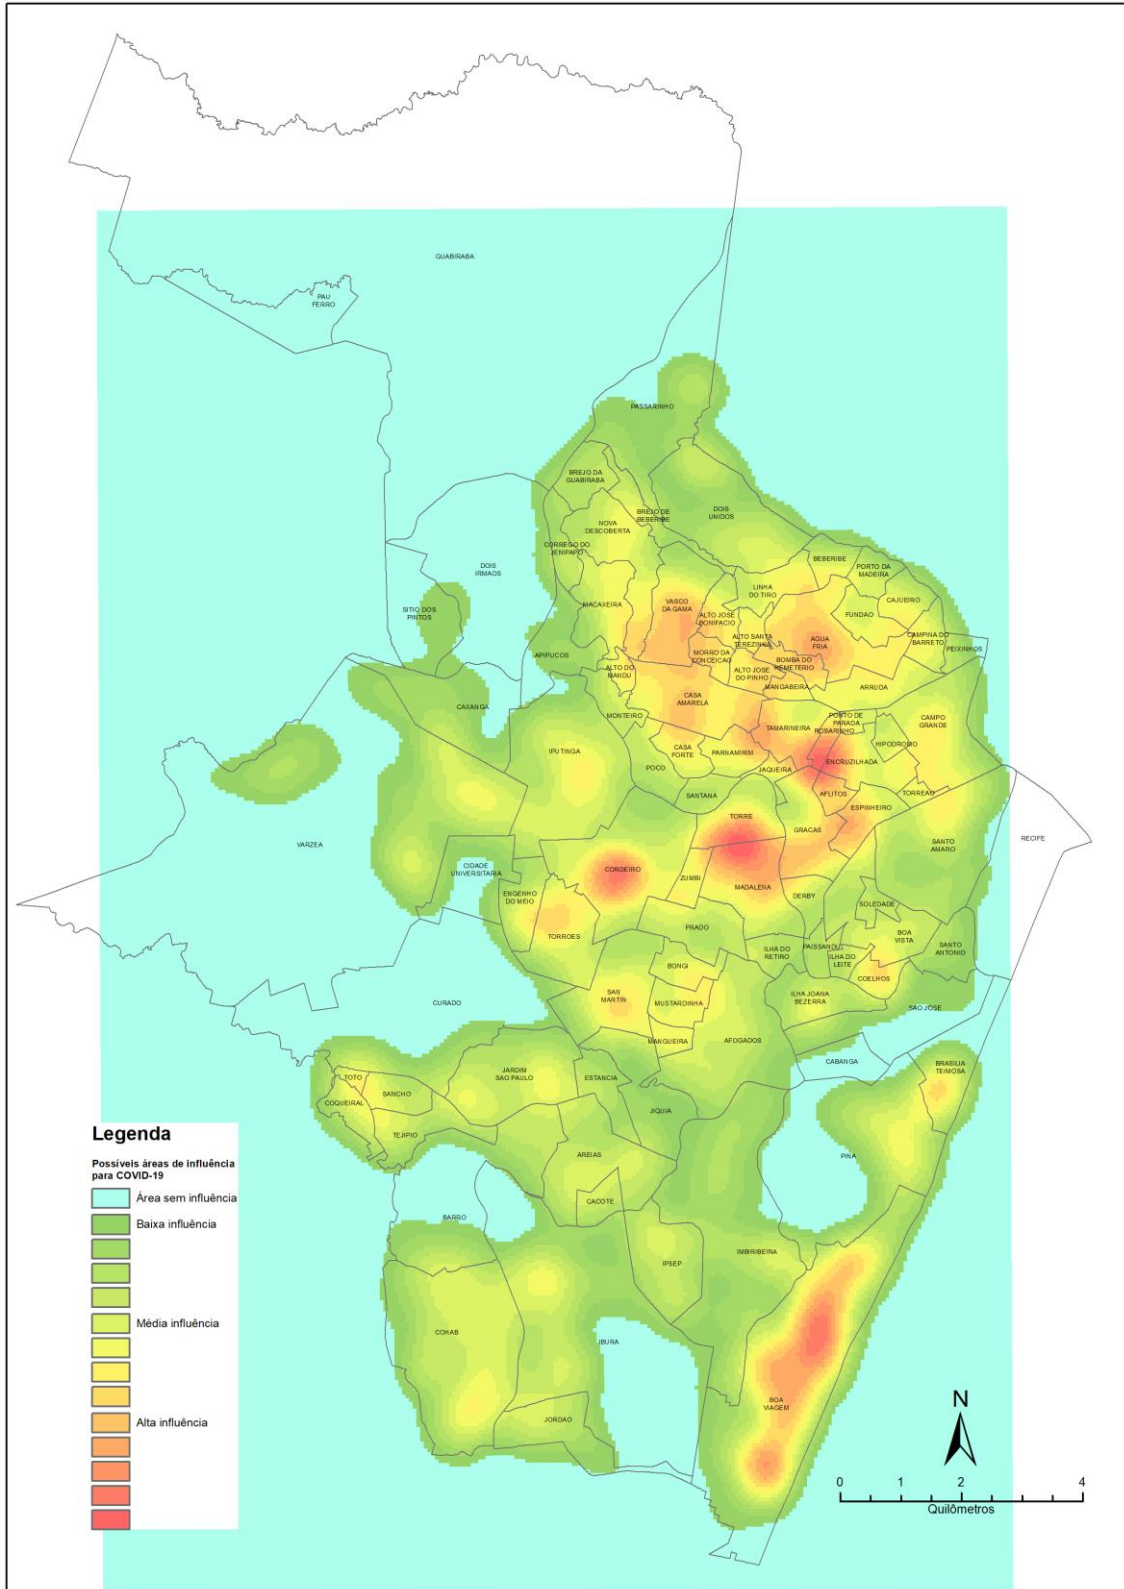 GUABIRABA
PAU
FERRO
PASSARINHO
BREJO DA
GUABIRABA
BREJO DE
BEBERIBE
DOIS
UNIDOS
NOVA
DESCOBERTA
CORREGO DO
JENIPAPO
DOIS
IRMAOS
BEBERIBE
PORTO DA
MADEIRA
LINHA
DO TIRO
CAJUEIRO
SITIO DOS
PINTOS
MACAXEIRA
VASCO
DA GAMA
ALTO JOSE
BONIFACIO
FUNDAO
ALTO SANTA
TEREZINHA
AGUA
FRIA
CAMPINA DO
BARRETO
PEIXINHOS
APIPUCOS
MORRO DA
CONCEICAO
BOMBA DO
HEMETERIO
ALTO DO
MANDU
ALTO JOSE
DO PINHO
MANGABEIRA
ARRUDA
CASA
AMARELA
CAXANGA
MONTEIRO
TAMARINEIRA
PONTO DE
PARADA
ROSARINHO
CAMPO
GRANDE
HIPODROMO
IPUTINGA
CASA
FORTE
PARNAMIRIM
ENCRUZILHADA
POCO
JAQUEIRA
SANTANA
AFLITOS
TORREAO
ESPINHEIRO
TORRE
GRACAS
RECIFE
VARZEA
SANTO
AMARO
CIDADE
UNIVERSITARIA
CORDEIRO
ZUMBI
MADALENA
ENGENHO
DO MEIO
DERBY
SOLEDADE
TORROES
PRADO
BOA
VISTA
PAISSANDU
ILHA DO
RETIRO
ILHA DO
LEITE
SANTO
ANTONIO
BONGI
COELHOS
CURADO
SAN
MARTIN
MUSTARDINHA
ILHA JOANA
BEZERRA
SAO JOSE
MANGUEIRA
AFOGADOS
CABANGA
BRASILIA
TEIMOSA
JARDIM
SAO PAULO
ESTANCIA
TOTO
SANCHO
COQUEIRAL
JIQUIA
TEJIPIO
AREIAS
PINA
CACOTE
BARRO
IMBIRIBEIRA
IPSEP
COHAB
IBURA
BOA
VIAGEM
JORDAO
Legenda
Possíveis áreas de influência
para COVID-19
Área sem influência
Baixa influência
Média influência
Alta influência
N
0 1 2 4
Quilômetros